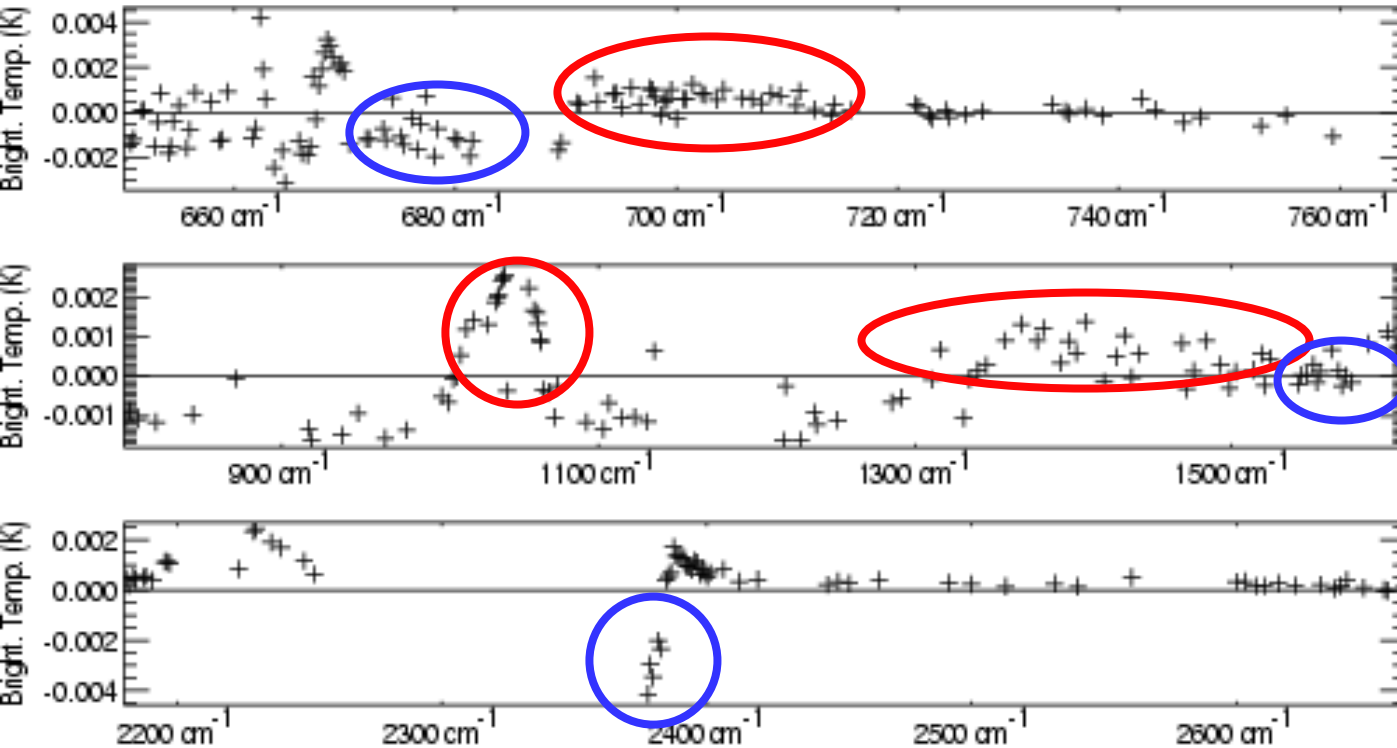 Bright. Temp. (K)
0.004
0.002
0.000
-0.002
660 cm-1 680 cm-1 700 cm-1 720 cm-1 740 cm-1 760 cm-1
Bright. Temp. (K)
0.002
0.001
0.000
-0.001
900 cm-1 1100 cm-1 1300 cm-1 1500 cm-1
Bright. Temp. (K)
0.002
0.000
-0.002
-0.004
2200 cm-1 2300 cm-1 2400 cm-1 2500 cm-1 2600 cm-1